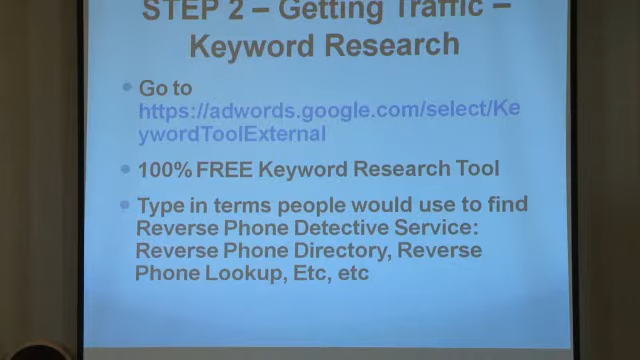 STEP 2 – Getting Traffic –
Keyword Research
Go to
https://adwords.google.com/select/Ke
ywordToolExternal
100% FREE Keyword Research Tool
Type in terms people would use to find
Reverse Phone Detective Service:
Reverse Phone Directory, Reverse
Phone Lookup, Etc, etc